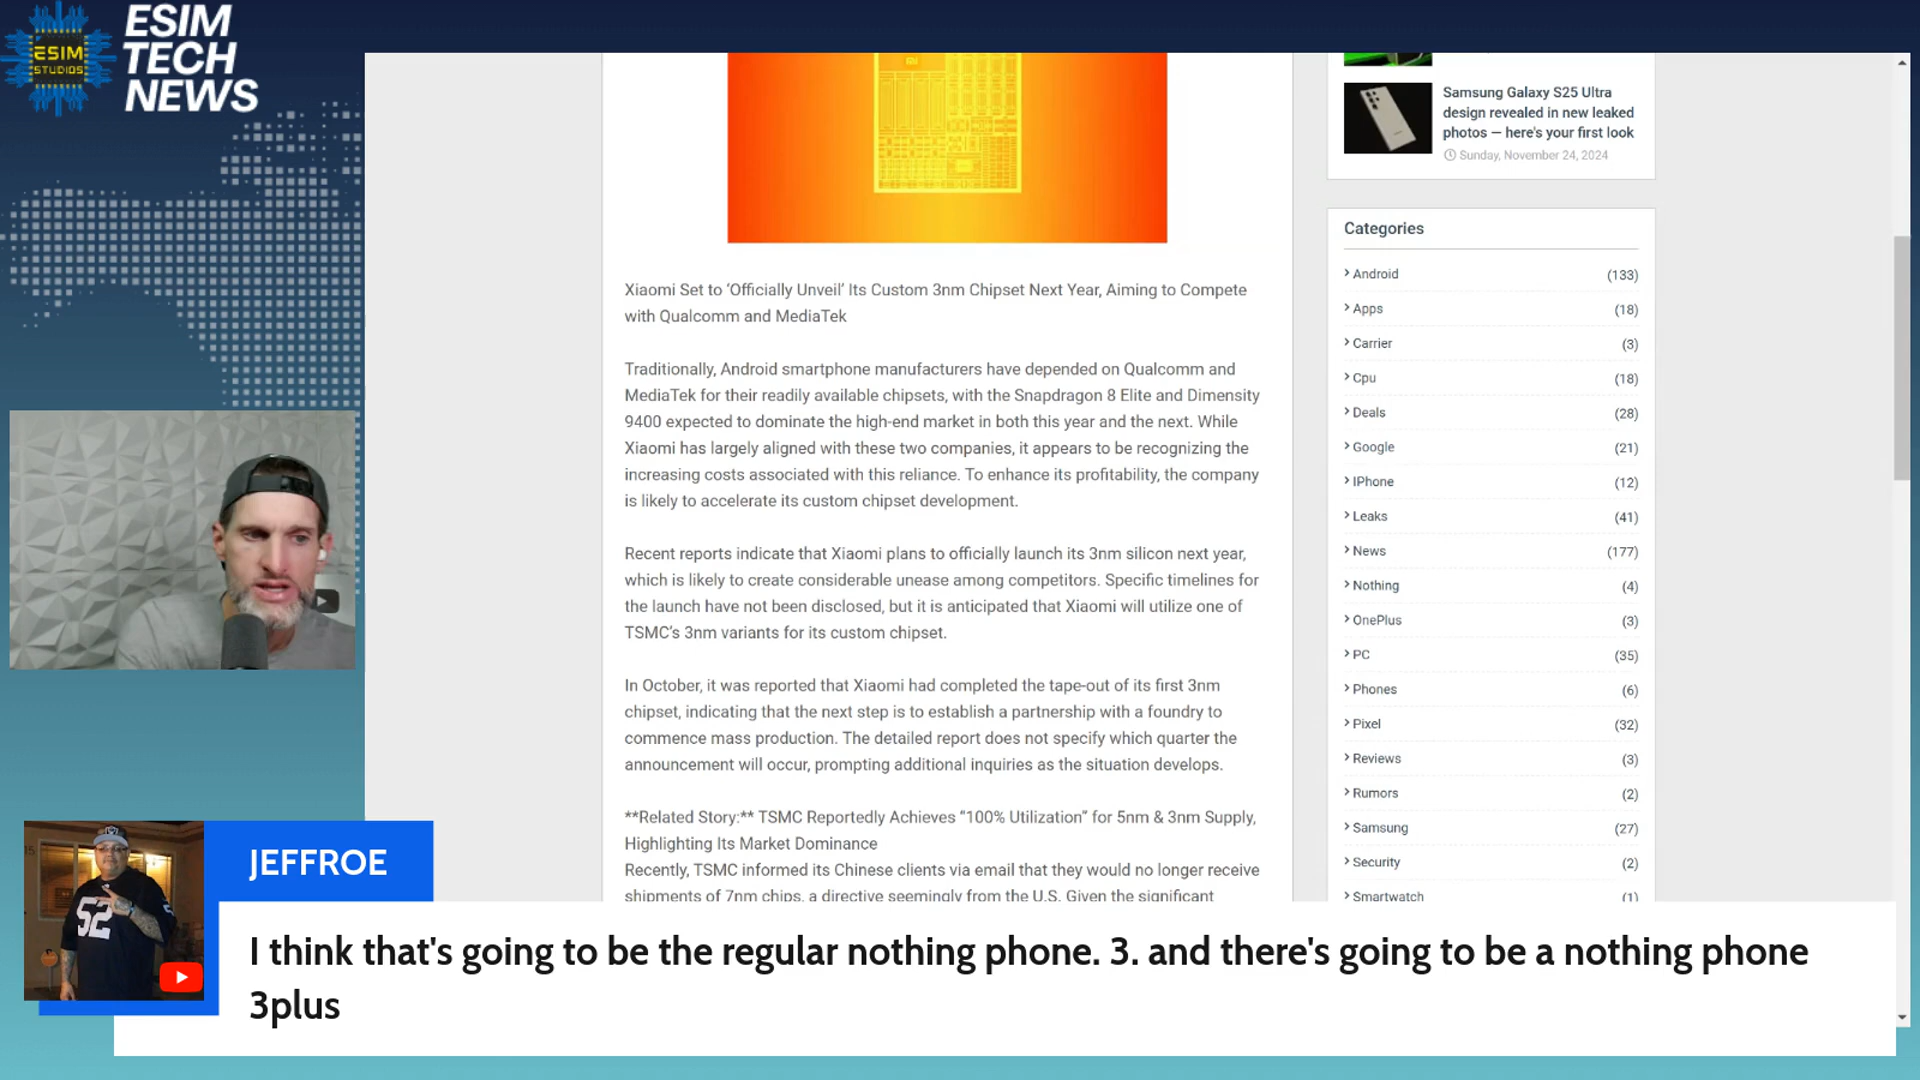 ESIM
STUDIOS
ESIM
TECH
NEWS
Xiaomi Set to ‘Officially Unveil’ Its Custom 3nm Chipset Next Year, Aiming to Compete
with Qualcomm and MediaTek
Traditionally, Android smartphone manufacturers have depended on Qualcomm and
MediaTek for their readily available chipsets, with the Snapdragon 8 Elite and Dimensity
9400 expected to dominate the high-end market in both this year and the next. While
Xiaomi has largely aligned with these two companies, it appears to be recognizing the
increasing costs associated with this reliance. To enhance its profitability, the company
is likely to accelerate its custom chipset development.
Recent reports indicate that Xiaomi plans to officially launch its 3nm silicon next year,
which is likely to create considerable unease among competitors. Specific timelines for
the launch have not been disclosed, but it is anticipated that Xiaomi will utilize one of
TSMC’s 3nm variants for its custom chipset.
In October, it was reported that Xiaomi had completed the tape-out of its first 3nm
chipset, indicating that the next step is to establish a partnership with a foundry to
commence mass production. The detailed report does not specify which quarter the
announcement will occur, prompting additional inquiries as the situation develops.
**Related Story:** TSMC Reportedly Achieves “100% Utilization” for 5nm & 3nm Supply,
Highlighting Its Market Dominance
Recently, TSMC informed its Chinese clients via email that they would no longer receive
shipments of 7nm chips, a directive seemingly from the U.S. Given the significant
Samsung Galaxy S25 Ultra
design revealed in new leaked
photos — here's your first look
Sunday, November 24, 2024
Categories
Android (133)
Apps (18)
Carrier (3)
Cpu (18)
Deals (28)
Google (21)
IPhone (12)
Leaks (41)
News (177)
Nothing (4)
OnePlus (3)
PC (35)
Phones (6)
Pixel (32)
Reviews (3)
Rumors (2)
Samsung (27)
Security (2)
Smartwatch (1)
52
JEFFROE
I think that's going to be the regular nothing phone. 3. and there's going to be a nothing phone
3plus